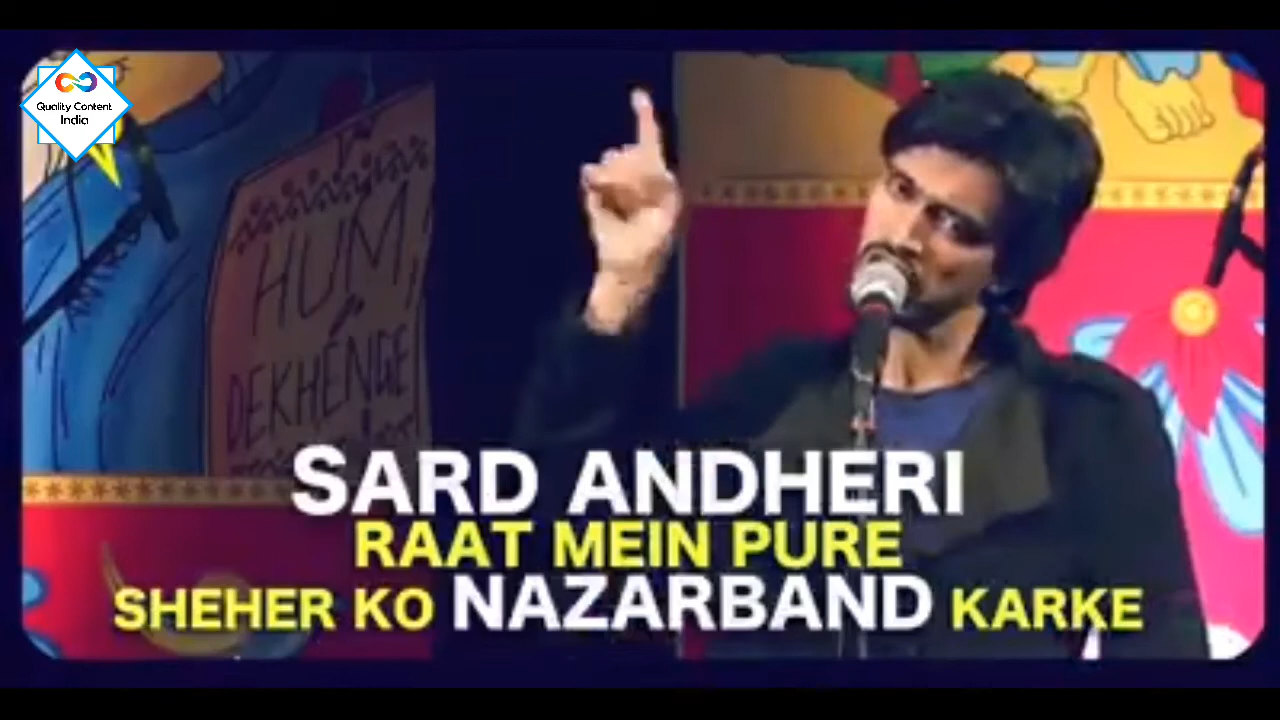 Quality Content
India
HUM
DEKHENGE
SARD ANDHERI
RAAT MEIN PURE
SHEHER KO NAZARBAND KARKE